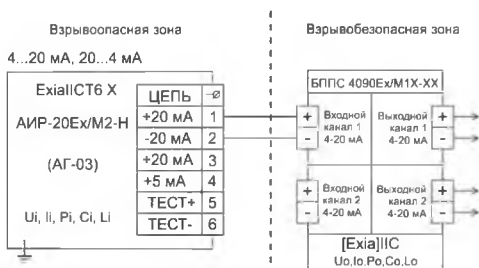 Взрывоопасная зона
Взрывобезопасная зона
4...20 мА, 20...4 мА
ExiaIICT6 X
АИР-20Ex/M2-Н
(АГ-03)
Ui, Ii, Pi, Ci, Li
ЦЕПЬ
+20 мА 1
-20 мА 2
+20 мА 3
+5 мА 4
ТЕСТ+ 5
ТЕСТ- 6
БППС 4090Ex/M1X-XX
+ Входной Выходной +
канал 1 канал 1
- 4-20 мА 4-20 мА -
+ Входной Выходной +
канал 2 канал 2
- 4-20 мА 4-20 мА -
[Exia]IIC
Uo,Io,Po,Co,Lo